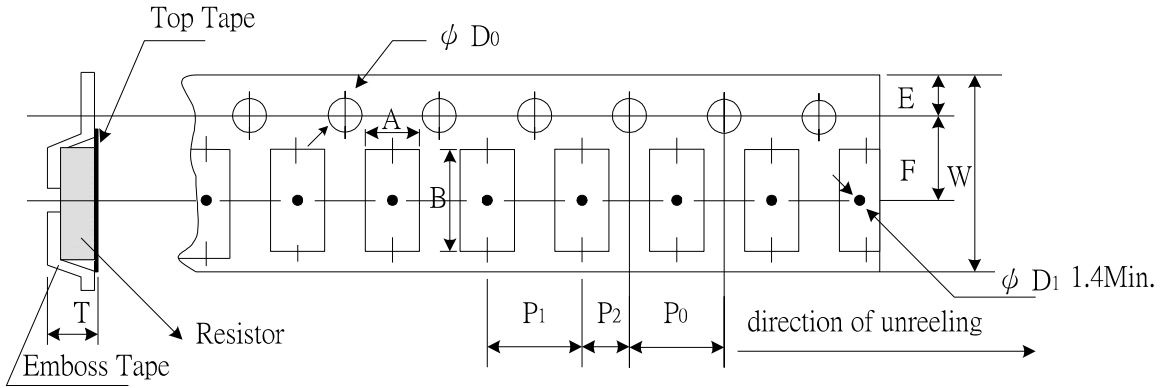 Top Tape
ψ D0
A
E
B
F
W
ψ D1 1.4Min.
T
Resistor
Emboss Tape
P1
P2
P0
direction of unreeling